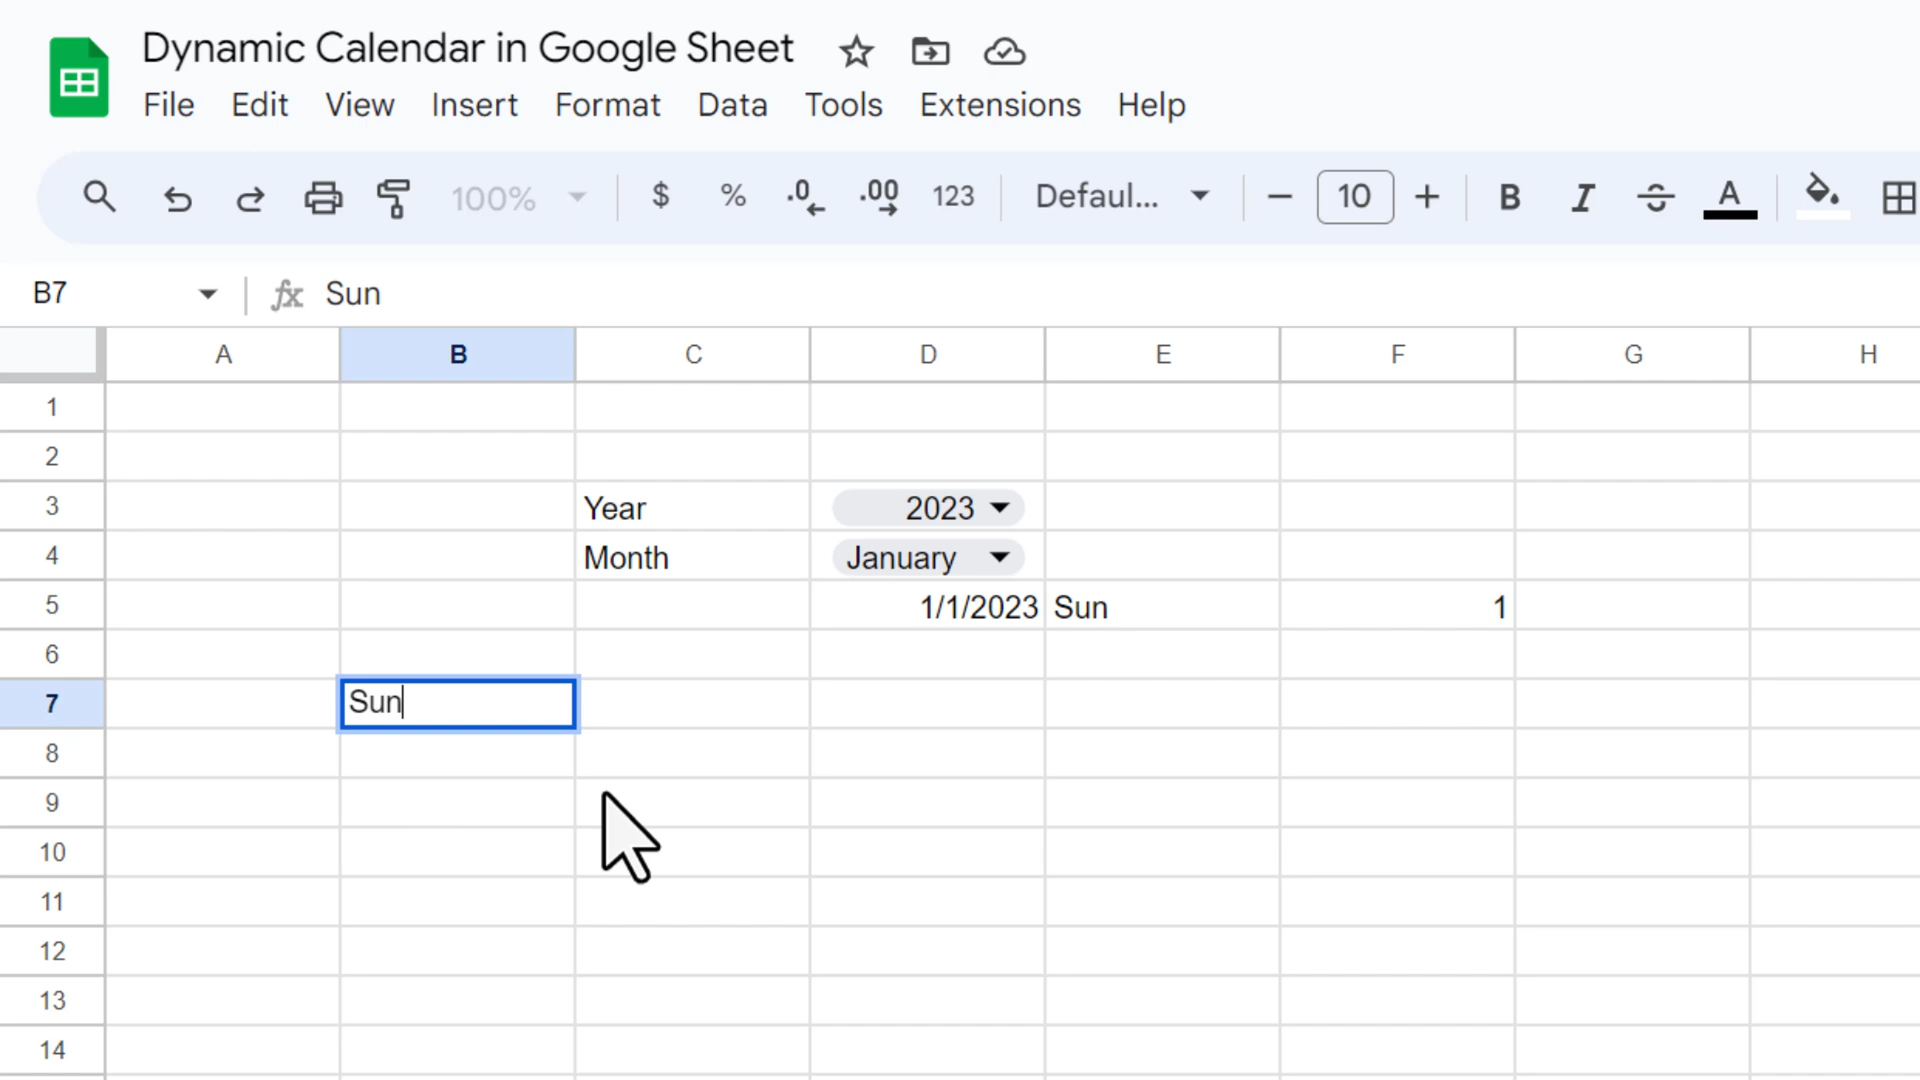 Dynamic Calendar in Google Sheet
File Edit View Insert Format Data Tools Extensions Help
100% $ % .0 .00 123 Defaul... 10 B I S A
B7 fx Sun
A B C D E F G H
1
2
3 Year 2023
4 Month January
5 1/1/2023 Sun 1
6
7 Sun
8
9
10
11
12
13
14